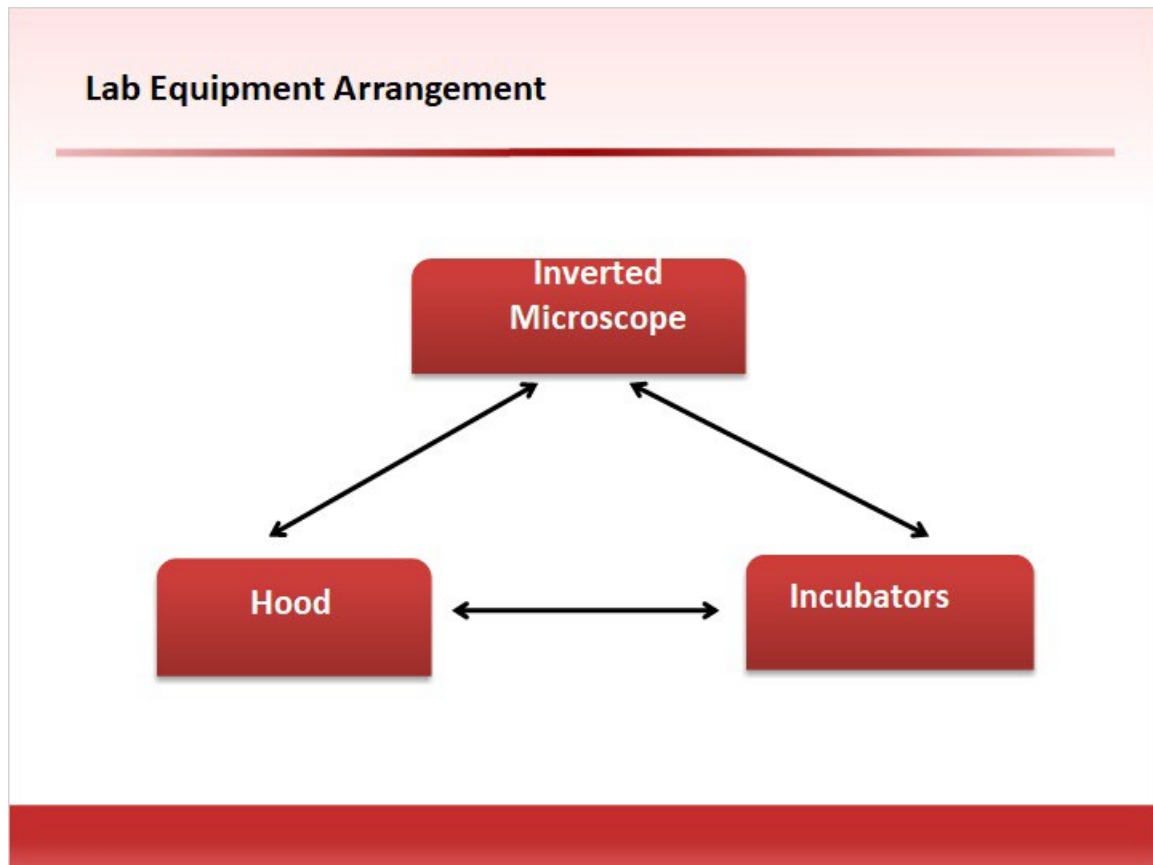 Lab Equipment Arrangement
Inverted
Microscope
Hood
Incubators